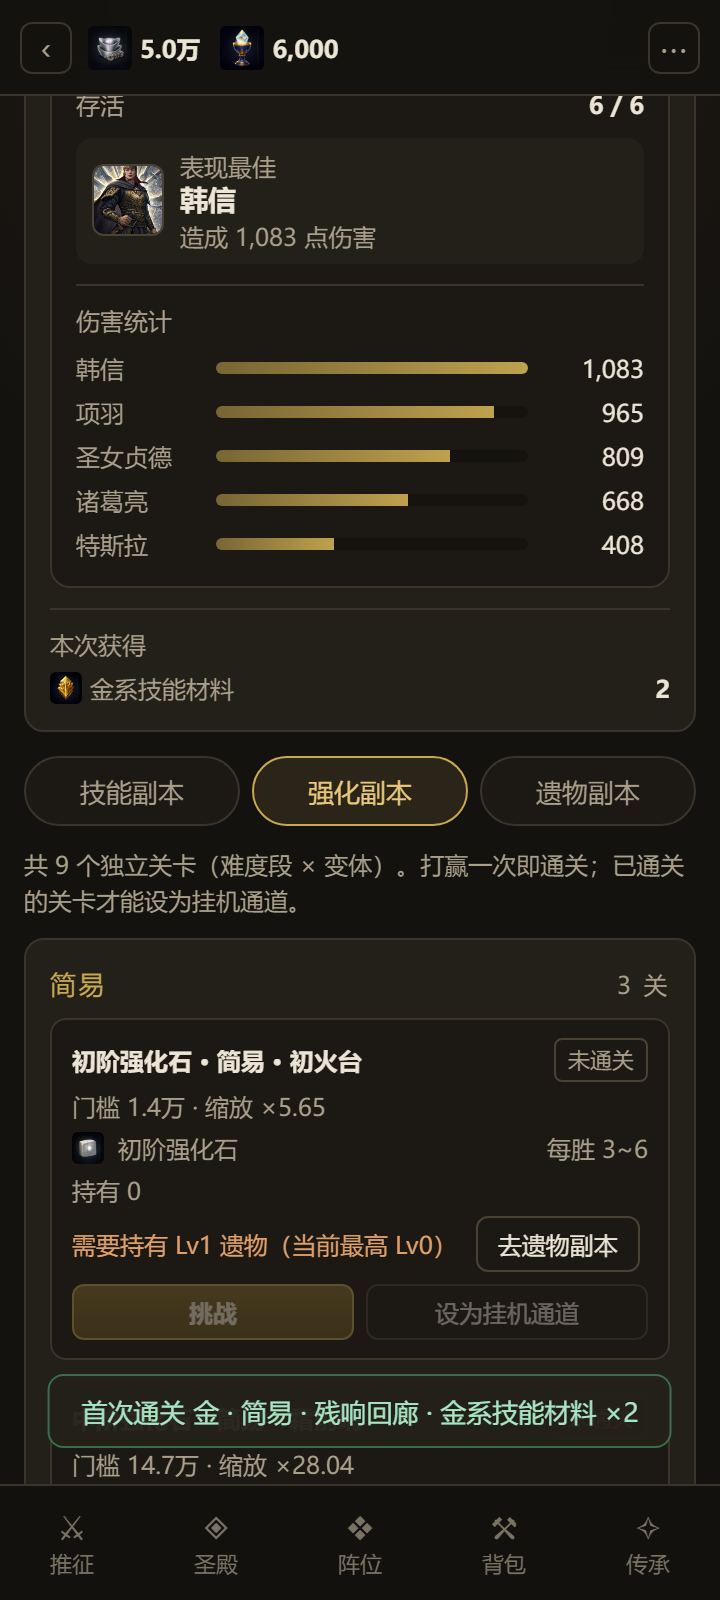 ‹ 5.0万 6,000 ···
存活 6 / 6
表现最佳
韩信
造成 1,083 点伤害
伤害统计
韩信 1,083
项羽 965
圣女贞德 809
诸葛亮 668
特斯拉 408
本次获得
金系技能材料 2
技能副本 强化副本 遗物副本
共 9 个独立关卡（难度段 × 变体）。打赢一次即通关；已通关
的关卡才能设为挂机通道。
简易 3 关
初阶强化石·简易·初火台 未通关
门槛 1.4万 · 缩放 ×5.65
初阶强化石 每胜 3~6
持有 0
需要持有 Lv1 遗物（当前最高 Lv0） 去遗物副本
挑战 设为挂机通道
首次通关 金 · 简易 · 残响回廊 · 金系技能材料 ×2
门槛 14.7万 · 缩放 ×28.04
推征 圣殿 阵位 背包 传承